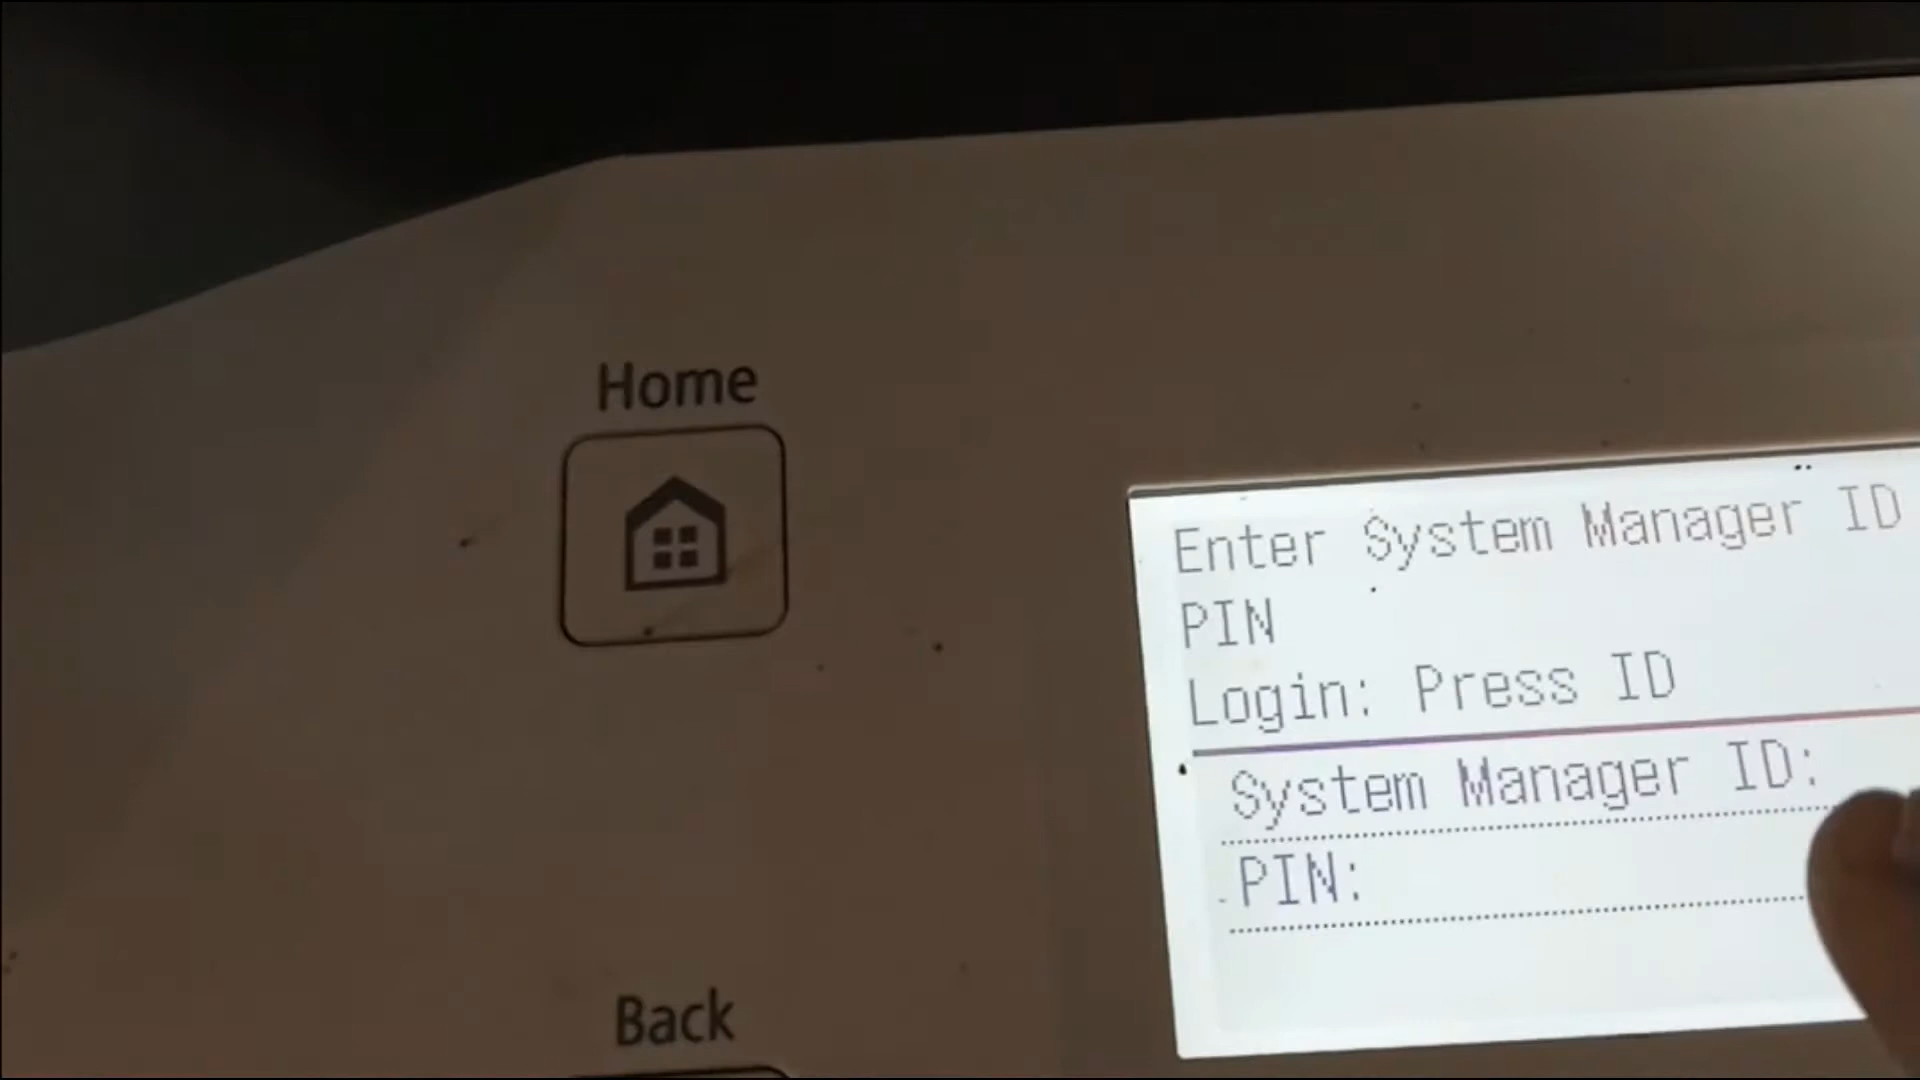 Home
Enter System Manager ID
PIN
Login: Press ID
System Manager ID:
PIN:
Back